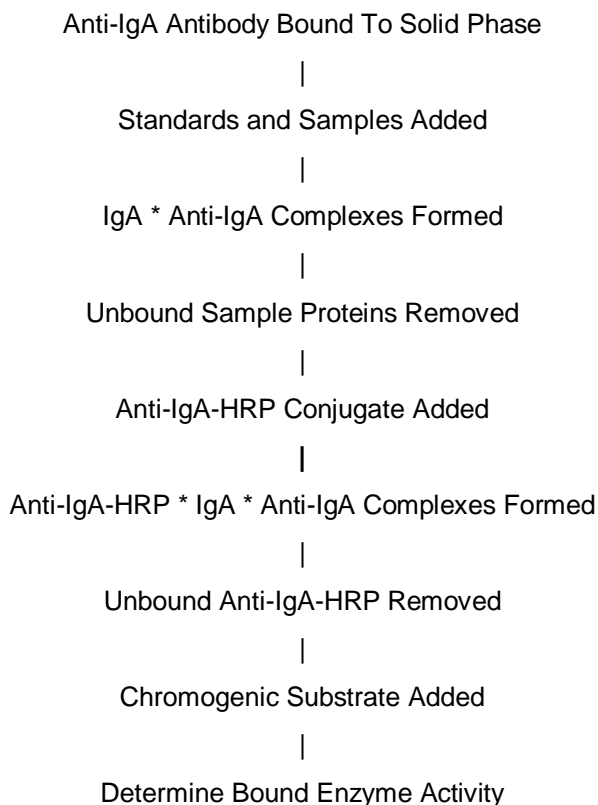 Anti-IgA Antibody Bound To Solid Phase
|
Standards and Samples Added
|
IgA * Anti-IgA Complexes Formed
|
Unbound Sample Proteins Removed
|
Anti-IgA-HRP Conjugate Added
|
Anti-IgA-HRP * IgA * Anti-IgA Complexes Formed
|
Unbound Anti-IgA-HRP Removed
|
Chromogenic Substrate Added
|
Determine Bound Enzyme Activity